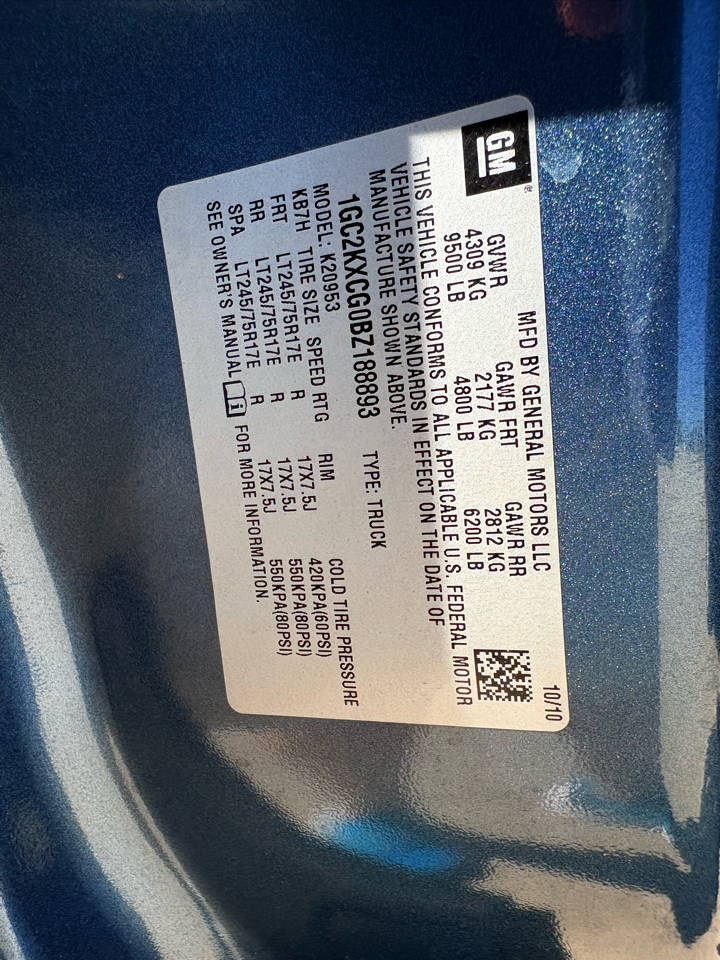 GM®
MFD BY GENERAL MOTORS LLC 10/10
GVWR GAWR FRT GAWR RR
4309 KG 2177 KG 2812 KG
9500 LB 4800 LB 6200 LB
THIS VEHICLE CONFORMS TO ALL APPLICABLE U.S. FEDERAL MOTOR
VEHICLE SAFETY STANDARDS IN EFFECT ON THE DATE OF
MANUFACTURE SHOWN ABOVE.
1GC2KXCG0BZ188893 TYPE: TRUCK
MODEL: K20953
KB7H TIRE SIZE SPEED RTG RIM COLD TIRE PRESSURE
FRT LT245/75R17E R 17X7.5J 420KPA(60PSI)
RR LT245/75R17E R 17X7.5J 550KPA(80PSI)
SPA LT245/75R17E R 17X7.5J 550KPA(80PSI)
SEE OWNER'S MANUAL i FOR MORE INFORMATION.